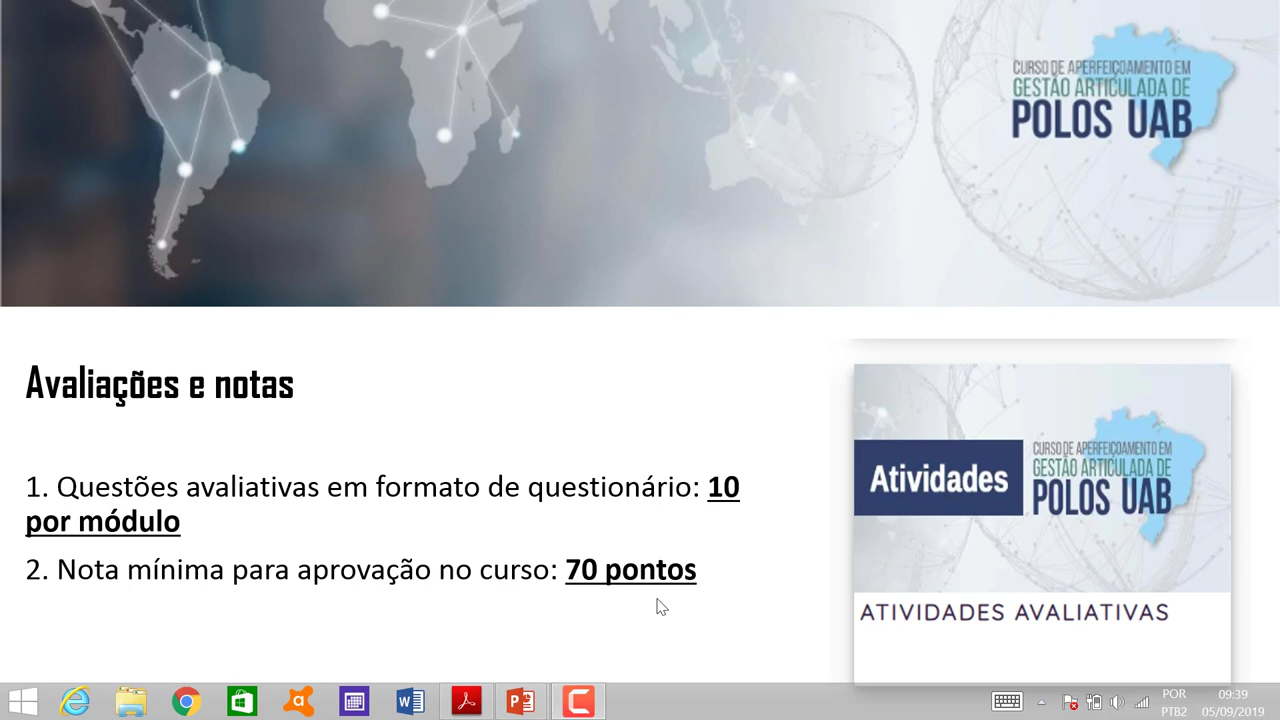 CURSO DE APERFEIÇOAMENTO EM
GESTÃO ARTICULADA DE
POLOS UAB
Avaliações e notas
1. Questões avaliativas em formato de questionário: 10
por módulo
2. Nota mínima para aprovação no curso: 70 pontos
Atividades
CURSO DE APERFEIÇOAMENTO EM
GESTÃO ARTICULADA DE
POLOS UAB
ATIVIDADES AVALIATIVAS
POR
PTB2
09:39
05/09/2019